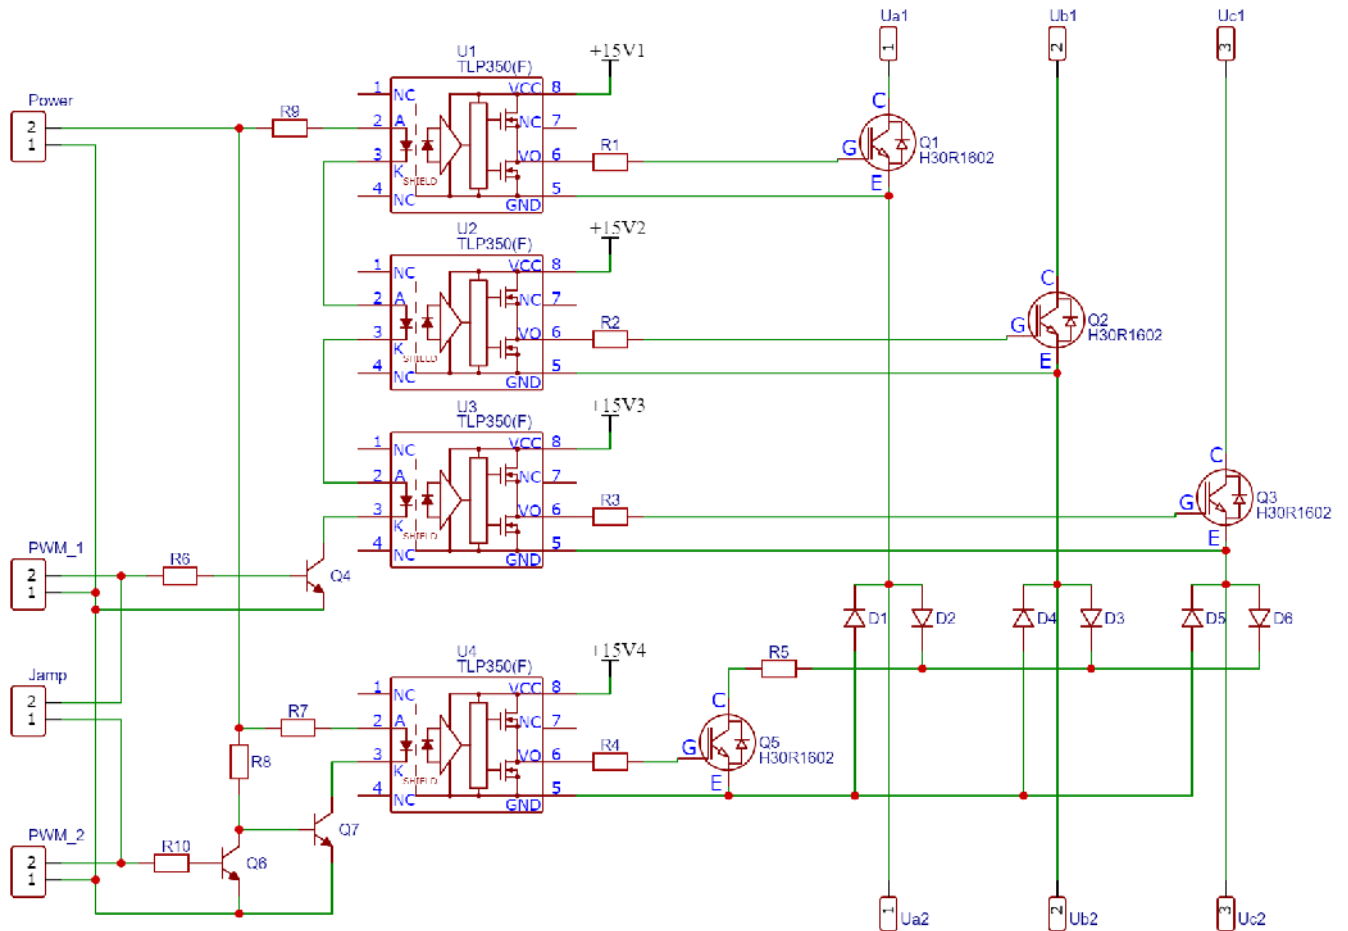 Ua1
Ub1
Uc1
1
2
3
U1
TLP350(F)
+15V1
Power
2
1
R9
1 NC
2 A
3 K
4 NC
SHIELD
VCC 8
NC 7
VO 6
GND 5
R1
C
G
E
Q1
H30R1602
U2
TLP350(F)
+15V2
1 NC
2 A
3 K
4 NC
SHIELD
VCC 8
NC 7
VO 6
GND 5
R2
C
G
E
Q2
H30R1602
U3
TLP350(F)
+15V3
1 NC
2 A
3 K
4 NC
SHIELD
VCC 8
NC 7
VO 6
GND 5
R3
C
G
E
Q3
H30R1602
PWM_1
2
1
R6
Q4
D1
D2
D4
D3
D5
D6
Jamp
2
1
U4
TLP350(F)
+15V4
R5
R7
R8
1 NC
2 A
3 K
4 NC
SHIELD
VCC 8
NC 7
VO 6
GND 5
R4
C
G
E
Q5
H30R1602
PWM_2
2
1
R10
Q6
Q7
1
Ua2
2
Ub2
3
Uc2